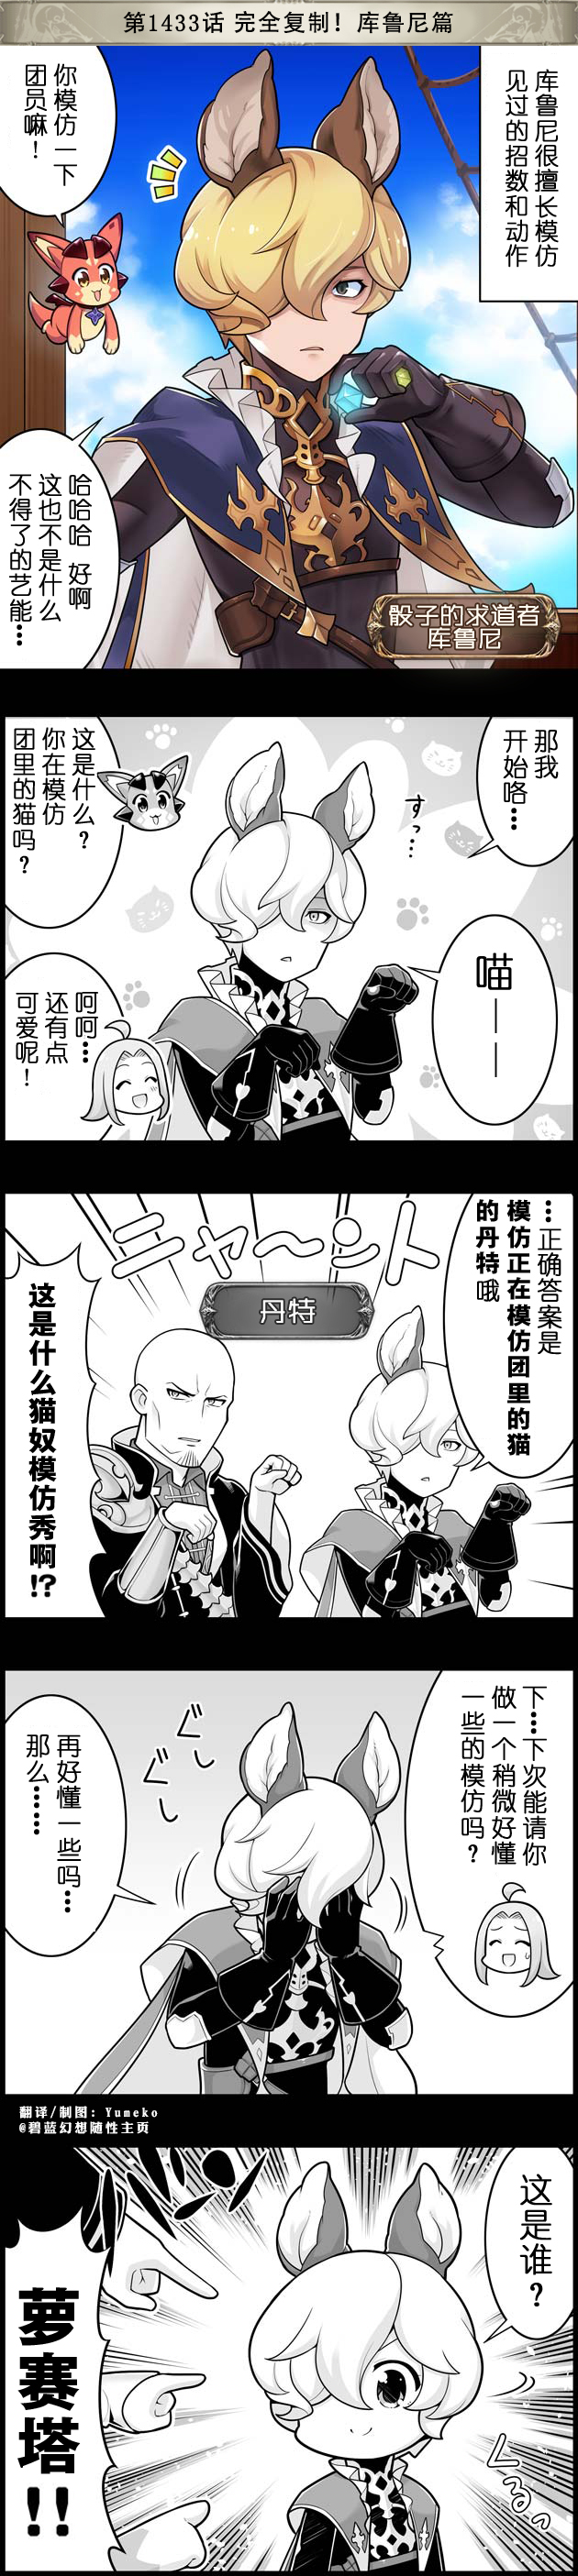 第1433话 完全复制！库鲁尼篇
库鲁尼很擅长模仿
见过的招数和动作
你模仿一下
团员嘛！
哈哈哈 好啊
这也不是什么
不得了的艺能…
骰子的求道者
库鲁尼
那我
开始咯…
すっ…
这是什么？
你在模仿
团里的猫吗？
喵——
呵呵…
还有点
可爱呢！
…正确答案是
模仿正在模仿团里的猫
的丹特哦
ニャ～ント
丹特
这是什么猫奴模仿秀啊!?
下…下次能请你
做一个稍微好懂
一些的模仿吗？
ぐし
ぐし
再好懂一些吗…
那么……
翻译/制图：Yumeko
@碧蓝幻想随性主页
这是谁？
くるっ
萝赛塔!!